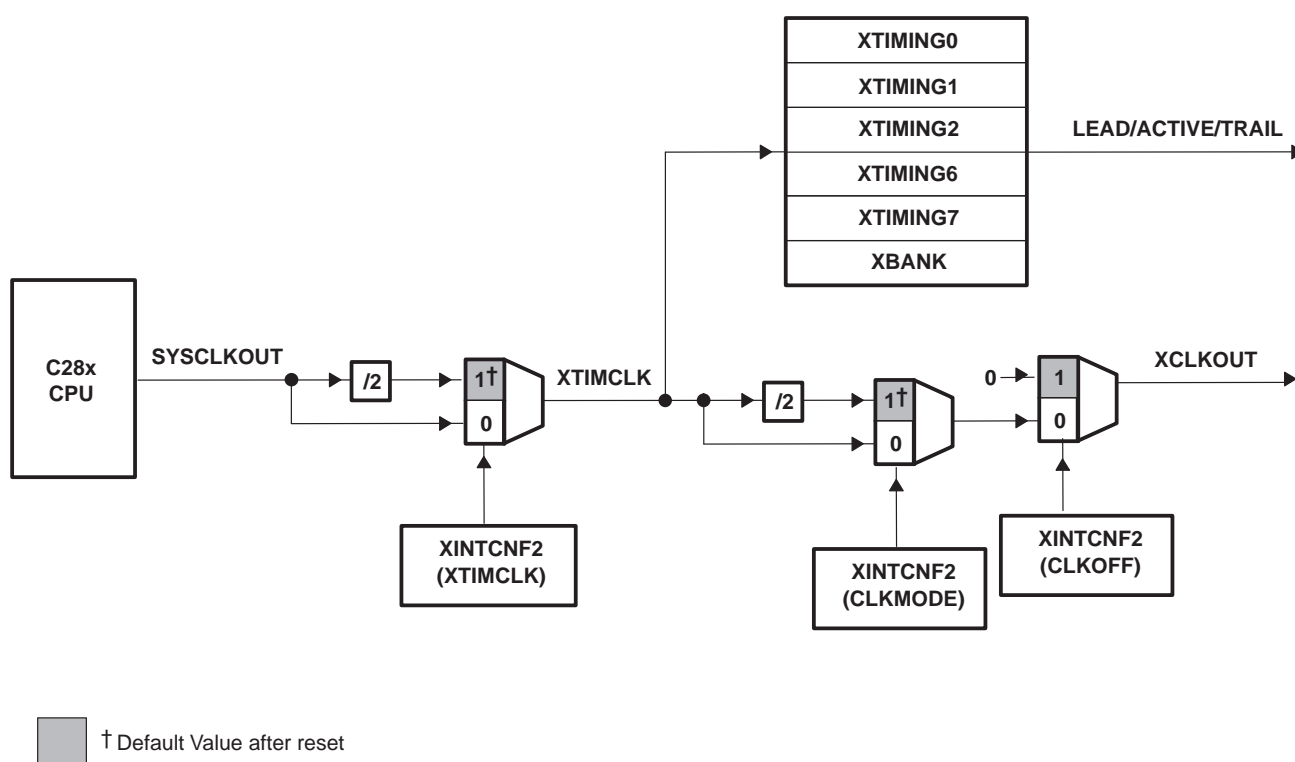 XTIMING0
XTIMING1
XTIMING2
XTIMING6
XTIMING7
XBANK
LEAD/ACTIVE/TRAIL
C28x
CPU
SYSCLKOUT
/2
1†
0
XTIMCLK
/2
1†
0
0
1
0
XCLKOUT
XINTCNF2
(XTIMCLK)
XINTCNF2
(CLKMODE)
XINTCNF2
(CLKOFF)
† Default Value after reset